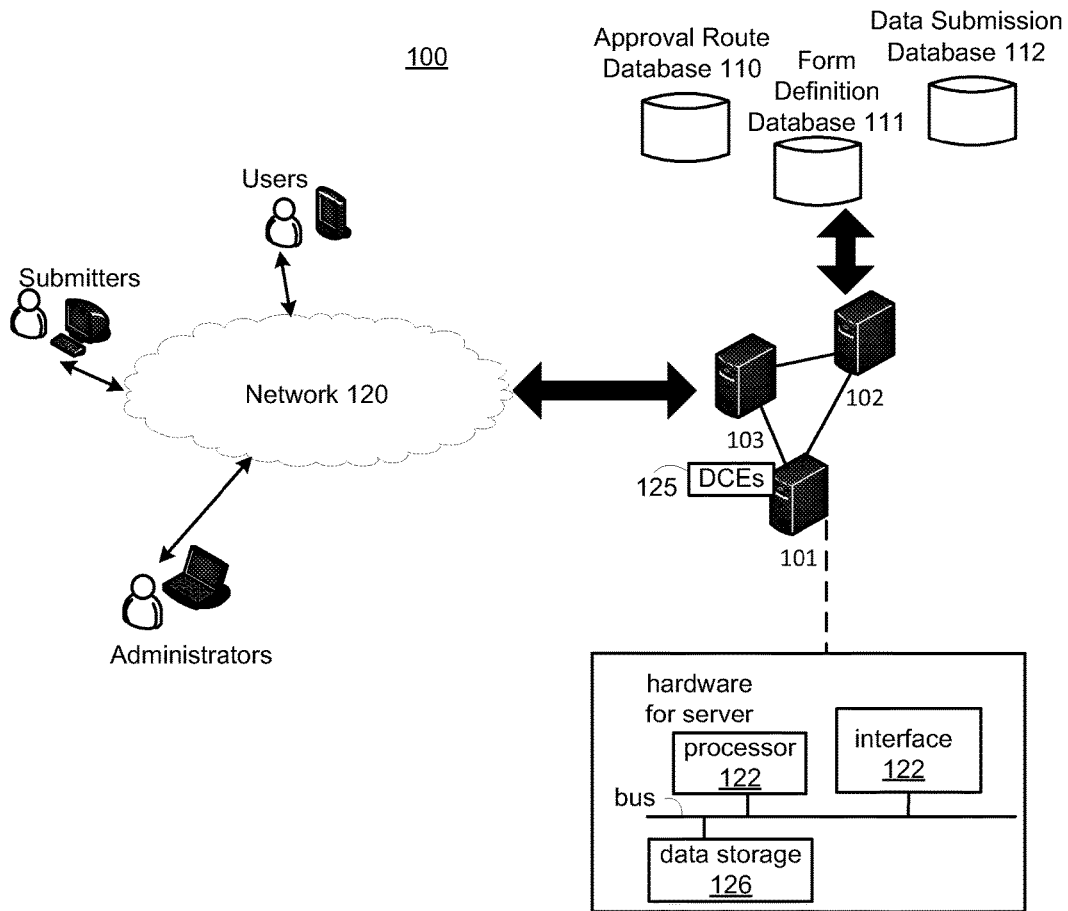 100
Approval Route
Database 110
Form
Definition
Database 111
Data Submission
Database 112
Users
Submitters
Network 120
Administrators
103
102
125
DCEs
101
hardware
for server
processor
122
interface
122
bus
data storage
126